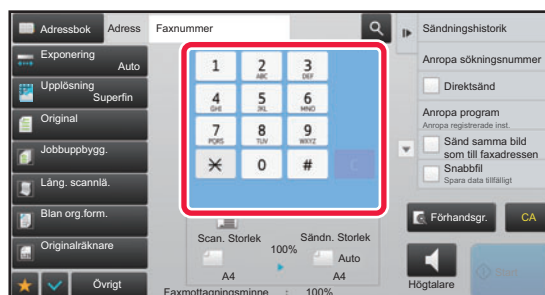 Adressbok
Adress
Faxnummer
Sändningshistorik
Exponering
Auto
Upplösning
Superfin
Original
Jobbuppbygg.
Lång. scannlä.
Blan org.form.
Originalräknare
Övrigt
1
2
ABC
3
DEF
4
GHI
5
JKL
6
MNO
7
PQRS
8
TUV
9
WXYZ
0
#
C
Scan. Storlek
100%
Sändn. Storlek
Auto
A4
A4
Faxmottagningsminne : 100%
Anropa sökningsnummer
Direktsänd
Anropa program
Anropa registrerade inst.
Sänd samma bild
som till faxadressen
Snabbfil
Spara data tillfälligt
Förhandsgr.
CA
Högtalare
Start